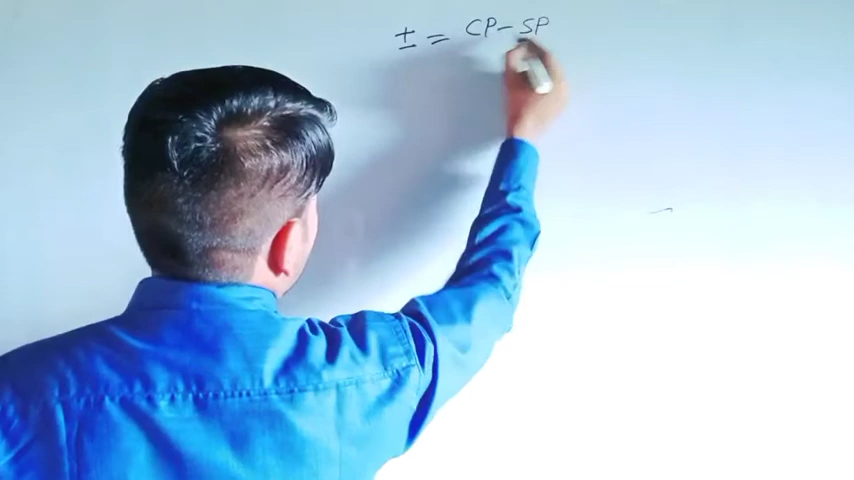 ± = CP - SP